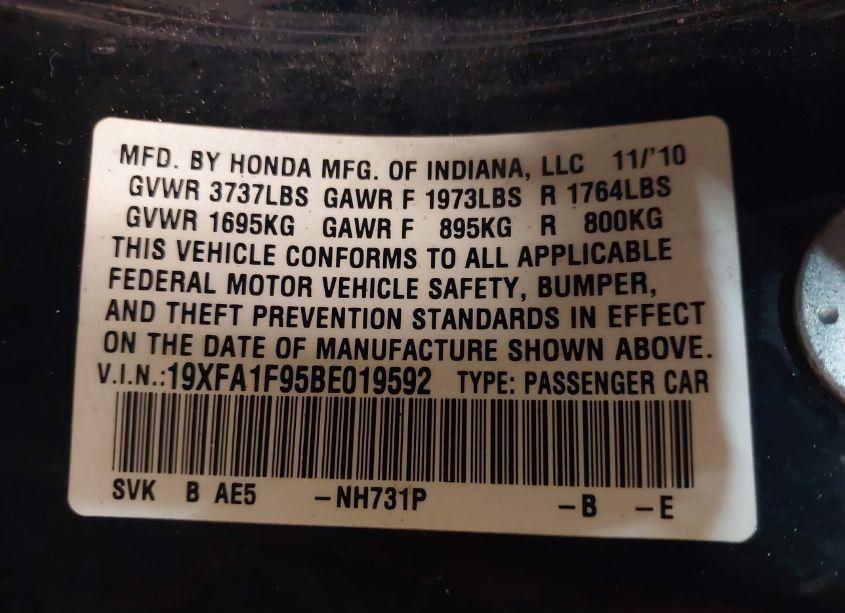 MFD. BY HONDA MFG. OF INDIANA, LLC 11/'10
GVWR 3737LBS GAWR F 1973LBS R 1764LBS
GVWR 1695KG GAWR F 895KG R 800KG
THIS VEHICLE CONFORMS TO ALL APPLICABLE
FEDERAL MOTOR VEHICLE SAFETY, BUMPER,
AND THEFT PREVENTION STANDARDS IN EFFECT
ON THE DATE OF MANUFACTURE SHOWN ABOVE.
V.I.N.:19XFA1F95BE019592 TYPE: PASSENGER CAR
SVK B AE5 -NH731P -B -E